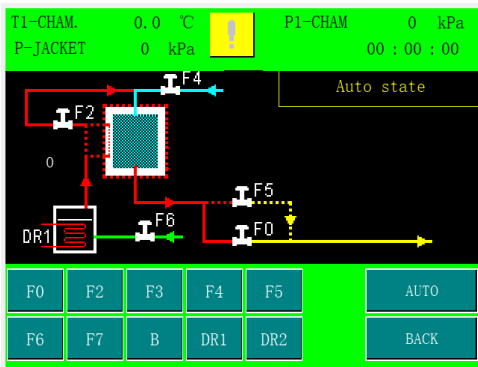 T1-CHAM. 0.0 ℃ ! P1-CHAM 0 kPa
P-JACKET 0 kPa 00:00:00
F4
Auto state
F2
0
F5
F6
DR1
F0
F0 F2 F3 F4 F5 AUTO
F6 F7 B DR1 DR2 BACK